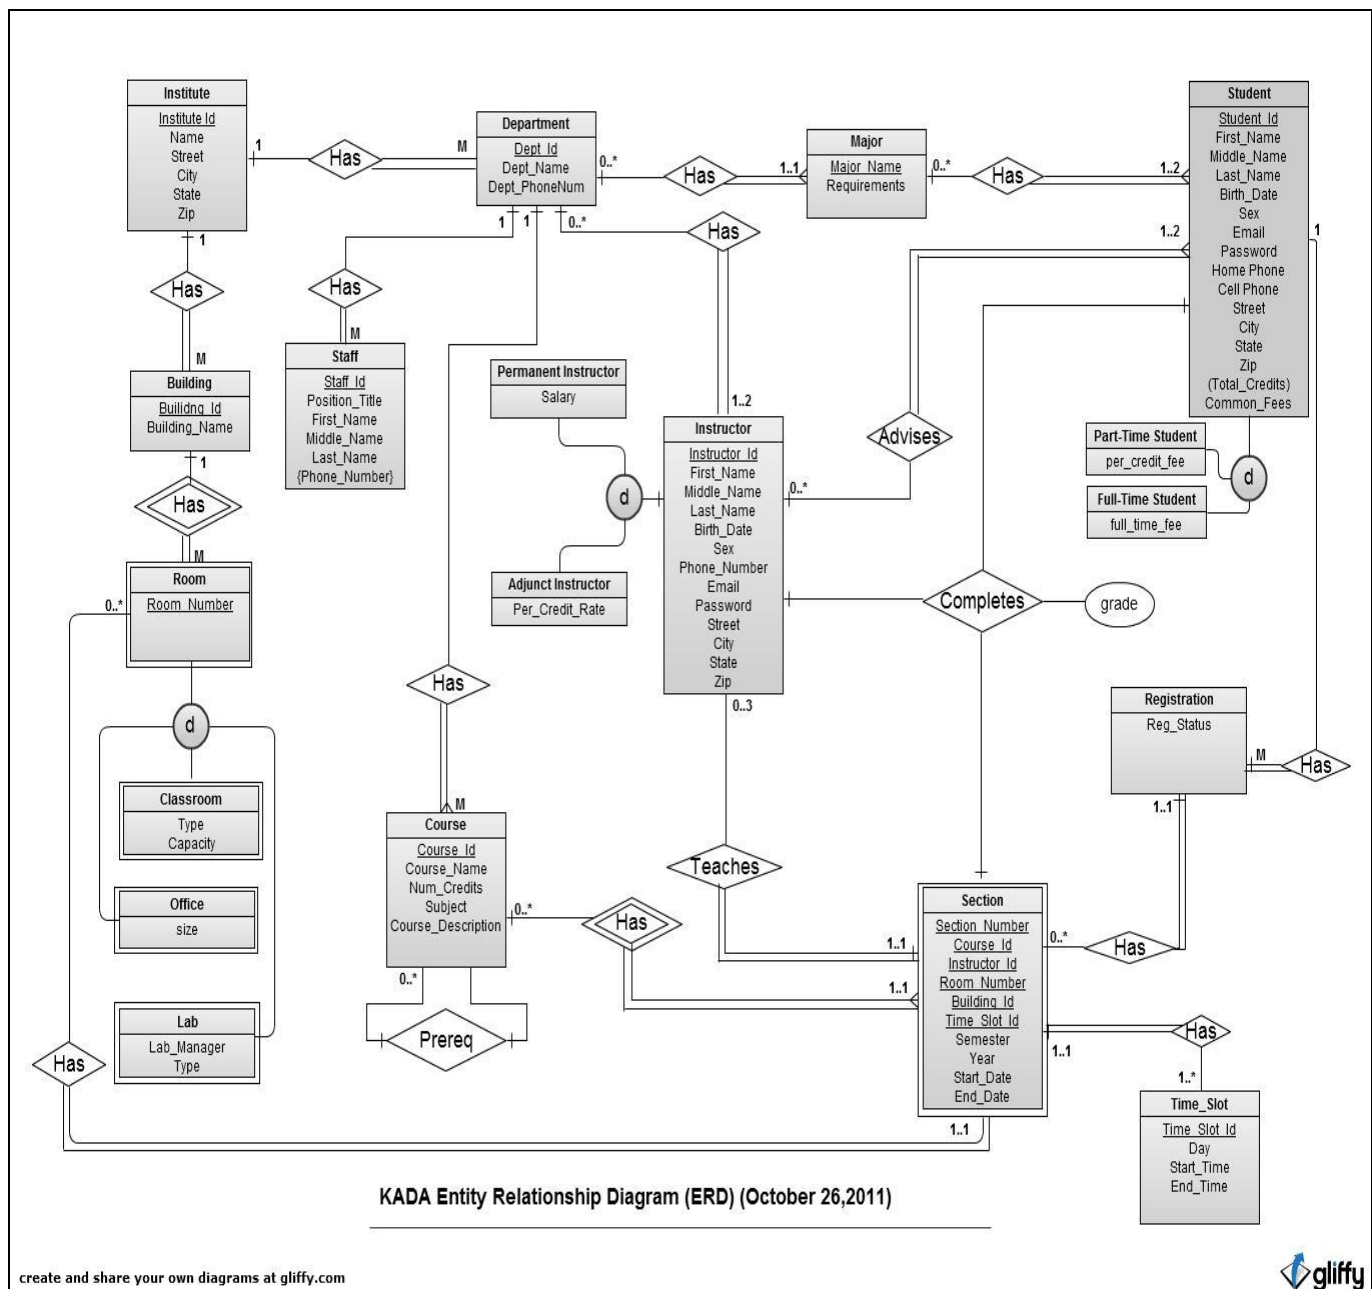 Institute
Institute Id
Name
Street
City
State
Zip
1
Has
M
Department
Dept_Id
Dept_Name
Dept_PhoneNum
0..*
Has
1..1
Major
Major_Name
Requirements
0..*
Has
1..2
Student
Student_Id
First_Name
Middle_Name
Last_Name
Birth_Date
Sex
Email
Password
Home Phone
Cell Phone
Street
City
State
Zip
(Total_Credits)
Common_Fees
1
Has
M
1
Has
M
1
0..*
Has
1..2
1..2
1
Staff
Staff_Id
Position_Title
First_Name
Middle_Name
Last_Name
{Phone_Number}
Building
Builidng_Id
Building_Name
1
Has
M
Permanent Instructor
Salary
d
Adjunct Instructor
Per_Credit_Rate
Instructor
Instructor_Id
First_Name
Middle_Name
Last_Name
Birth_Date
Sex
Phone_Number
Email
Password
Street
City
State
Zip
0..*
Advises
Part-Time Student
per_credit_fee
d
Full-Time Student
full_time_fee
Room
Room_Number
0..*
Completes
grade
d
Has
0..3
Registration
Reg_Status
M
Has
1..1
Classroom
Type
Capacity
Office
size
Lab
Lab_Manager
Type
Has
M
Course
Course_Id
Course_Name
Num_Credits
Subject
Course_Description
0..*
0..*
Prereq
Has
1..1
Teaches
1..1
Section
Section_Number
Course_Id
Instructor_Id
Room_Number
Building_Id
Time_Slot_Id
Semester
Year
Start_Date
End_Date
0..*
Has
1..1
Has
1..*
1..1
Time_Slot
Time_Slot_Id
Day
Start_Time
End_Time
KADA Entity Relationship Diagram (ERD) (October 26,2011)
create and share your own diagrams at gliffy.com
gliffy